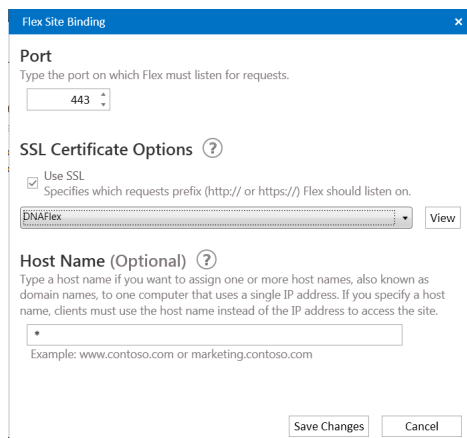 Flex Site Binding ×
Port
Type the port on which Flex must listen for requests.
443
SSL Certificate Options ?
Use SSL
Specifies which requests prefix (http:// or https://) Flex should listen on.
DNAFlex
View
Host Name (Optional) ?
Type a host name if you want to assign one or more host names, also known as
domain names, to one computer that uses a single IP address. If you specify a host
name, clients must use the host name instead of the IP address to access the site.
*
Example: www.contoso.com or marketing.contoso.com
Save Changes Cancel